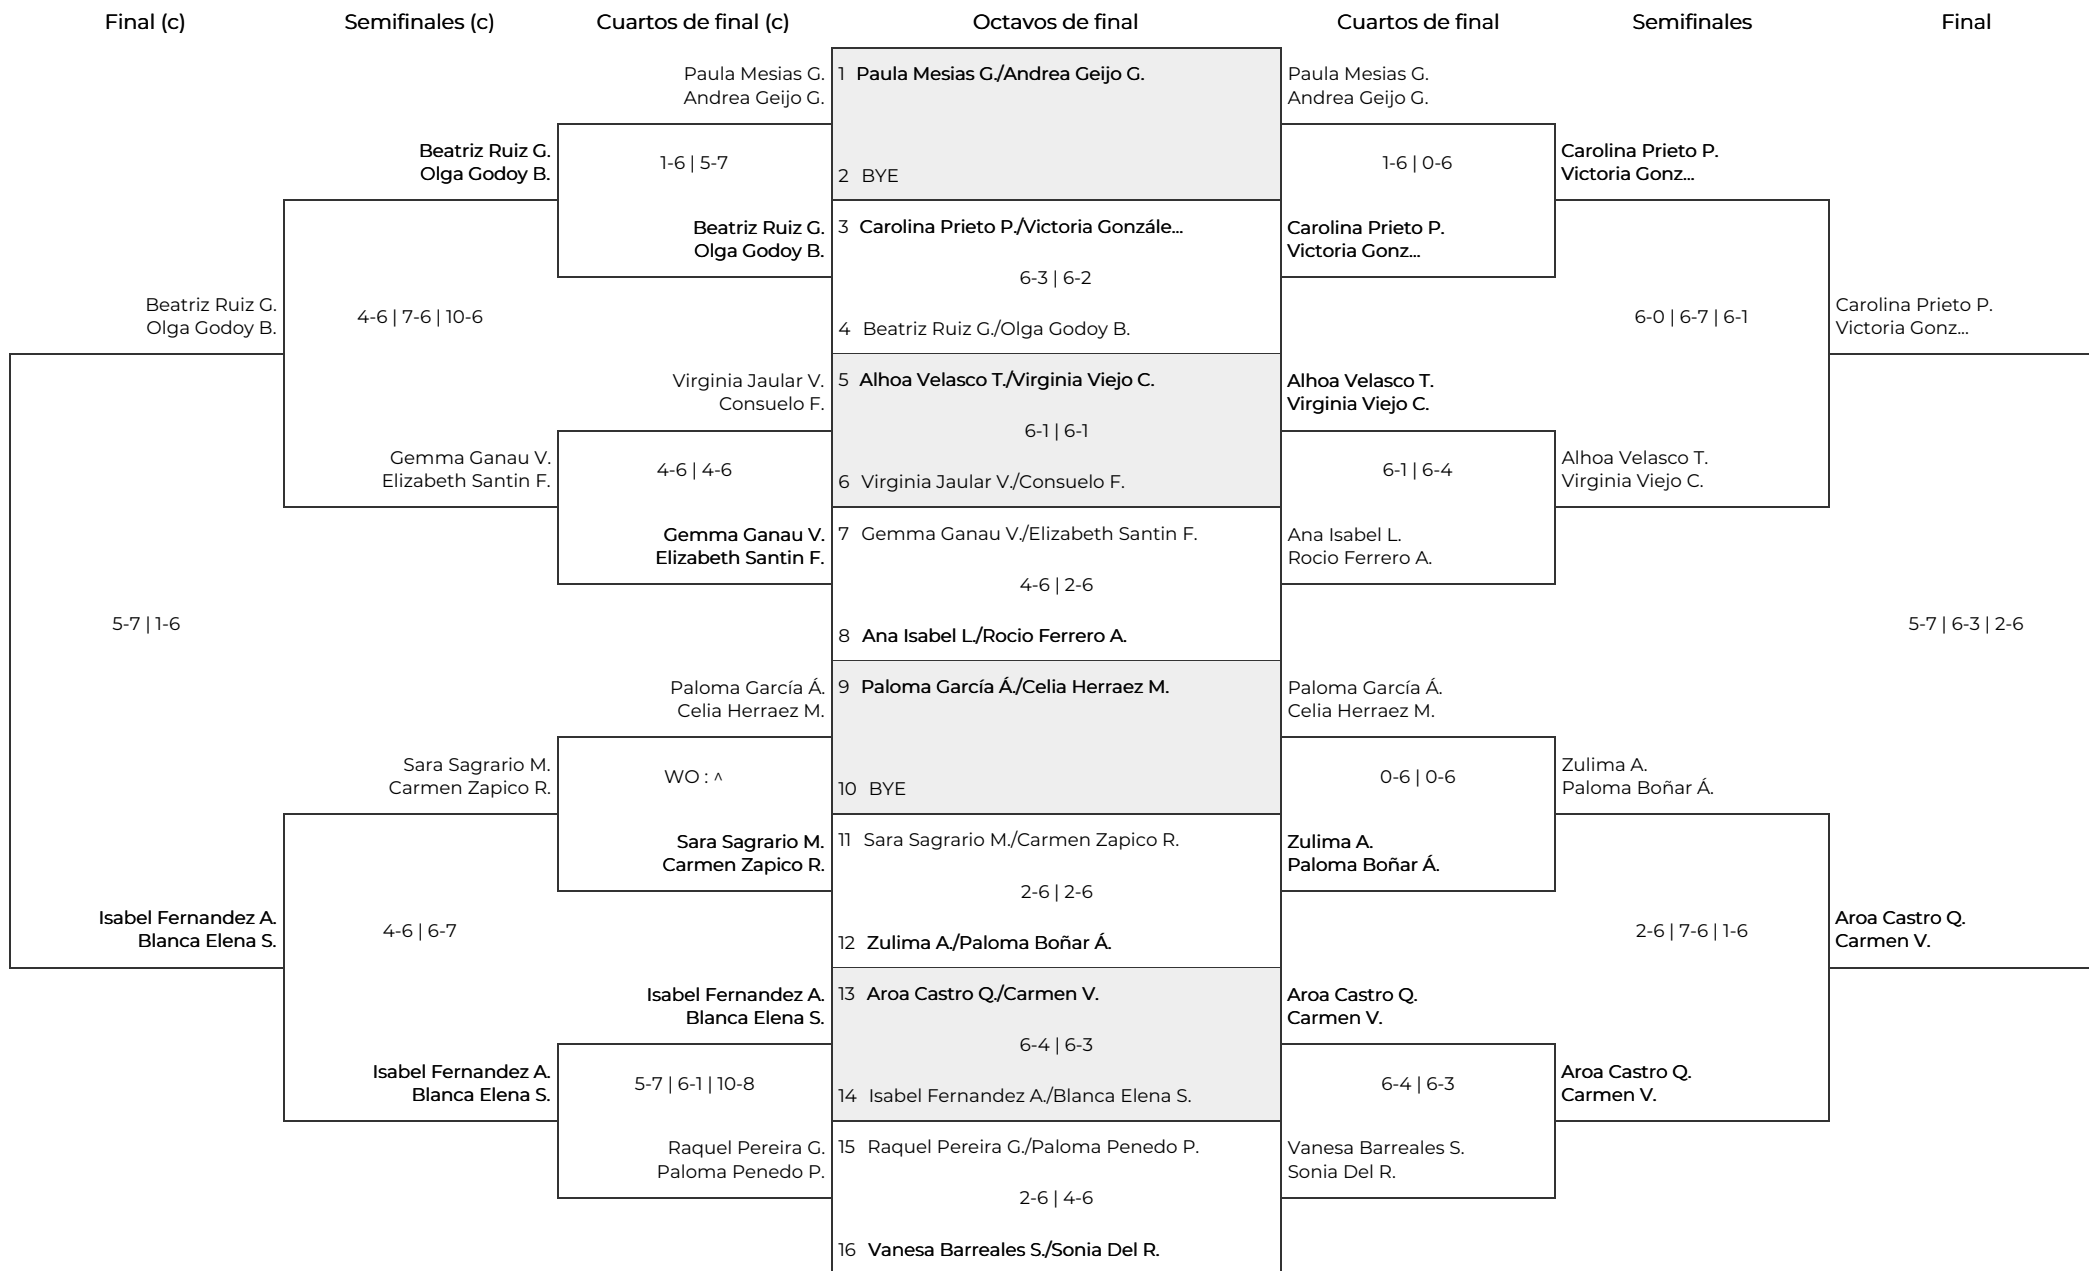 Final (c)
Semifinales (c)
Cuartos de final (c)
Octavos de final
Cuartos de final
Semifinales
Final
Beatriz Ruiz G.
Olga Godoy B.
5-7 | 1-6
Isabel Fernandez A.
Blanca Elena S.
Beatriz Ruiz G.
Olga Godoy B.
4-6 | 7-6 | 10-6
Gemma Ganau V.
Elizabeth Santin F.
Sara Sagrario M.
Carmen Zapico R.
4-6 | 6-7
Isabel Fernandez A.
Blanca Elena S.
Paula Mesias G.
Andrea Geijo G.
1-6 | 5-7
Beatriz Ruiz G.
Olga Godoy B.
Virginia Jaular V.
Consuelo F.
4-6 | 4-6
Gemma Ganau V.
Elizabeth Santin F.
Paloma García Á.
Celia Herraez M.
WO : ^
Sara Sagrario M.
Carmen Zapico R.
Isabel Fernandez A.
Blanca Elena S.
5-7 | 6-1 | 10-8
Raquel Pereira G.
Paloma Penedo P.
1 Paula Mesias G./Andrea Geijo G.
2 BYE
3 Carolina Prieto P./Victoria Gonzále...
6-3 | 6-2
4 Beatriz Ruiz G./Olga Godoy B.
5 Alhoa Velasco T./Virginia Viejo C.
6-1 | 6-1
6 Virginia Jaular V./Consuelo F.
7 Gemma Ganau V./Elizabeth Santin F.
4-6 | 2-6
8 Ana Isabel L./Rocio Ferrero A.
9 Paloma García Á./Celia Herraez M.
10 BYE
11 Sara Sagrario M./Carmen Zapico R.
2-6 | 2-6
12 Zulima A./Paloma Boñar Á.
13 Aroa Castro Q./Carmen V.
6-4 | 6-3
14 Isabel Fernandez A./Blanca Elena S.
15 Raquel Pereira G./Paloma Penedo P.
2-6 | 4-6
16 Vanesa Barreales S./Sonia Del R.
Paula Mesias G.
Andrea Geijo G.
1-6 | 0-6
Carolina Prieto P.
Victoria Gonz...
Alhoa Velasco T.
Virginia Viejo C.
6-1 | 6-4
Ana Isabel L.
Rocio Ferrero A.
Paloma García Á.
Celia Herraez M.
0-6 | 0-6
Zulima A.
Paloma Boñar Á.
Aroa Castro Q.
Carmen V.
6-4 | 6-3
Vanesa Barreales S.
Sonia Del R.
Carolina Prieto P.
Victoria Gonz...
6-0 | 6-7 | 6-1
Alhoa Velasco T.
Virginia Viejo C.
Zulima A.
Paloma Boñar Á.
2-6 | 7-6 | 1-6
Aroa Castro Q.
Carmen V.
Carolina Prieto P.
Victoria Gonz...
5-7 | 6-3 | 2-6
Aroa Castro Q.
Carmen V.